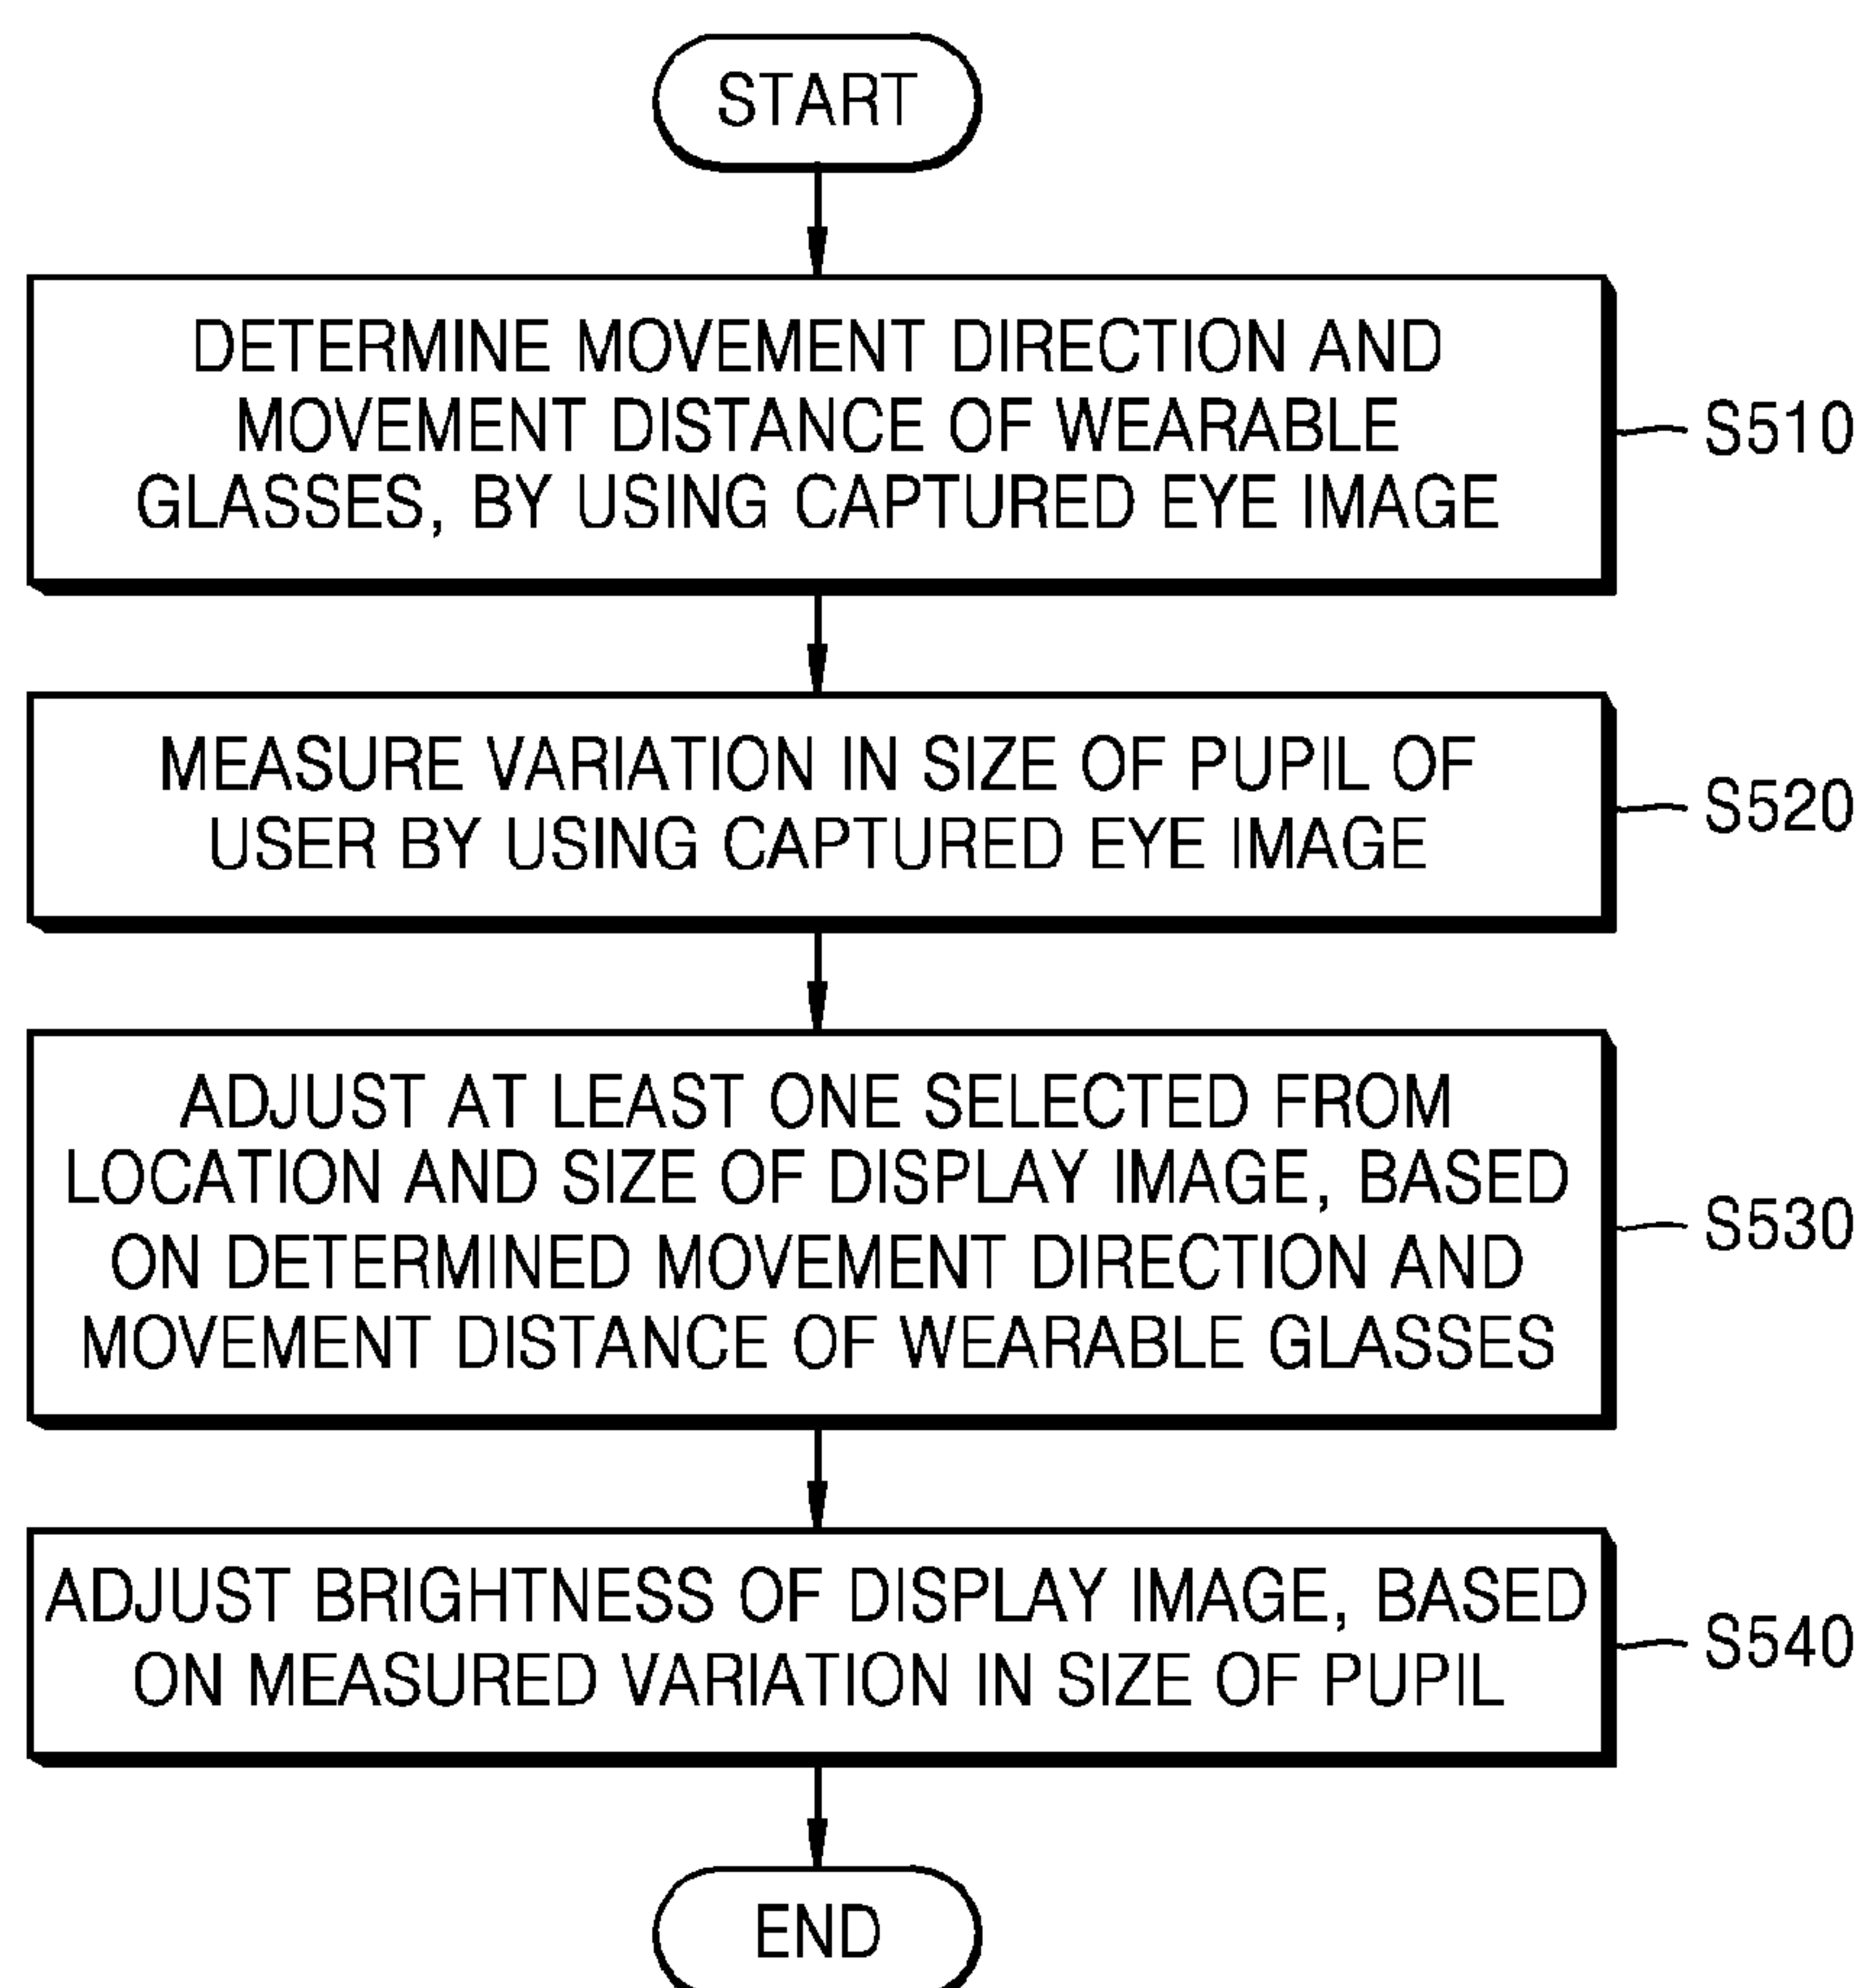 START
DETERMINE MOVEMENT DIRECTION AND
MOVEMENT DISTANCE OF WEARABLE
GLASSES, BY USING CAPTURED EYE IMAGE
S510
MEASURE VARIATION IN SIZE OF PUPIL OF
USER BY USING CAPTURED EYE IMAGE
S520
ADJUST AT LEAST ONE SELECTED FROM
LOCATION AND SIZE OF DISPLAY IMAGE, BASED
ON DETERMINED MOVEMENT DIRECTION AND
MOVEMENT DISTANCE OF WEARABLE GLASSES
S530
ADJUST BRIGHTNESS OF DISPLAY IMAGE, BASED
ON MEASURED VARIATION IN SIZE OF PUPIL
S540
END